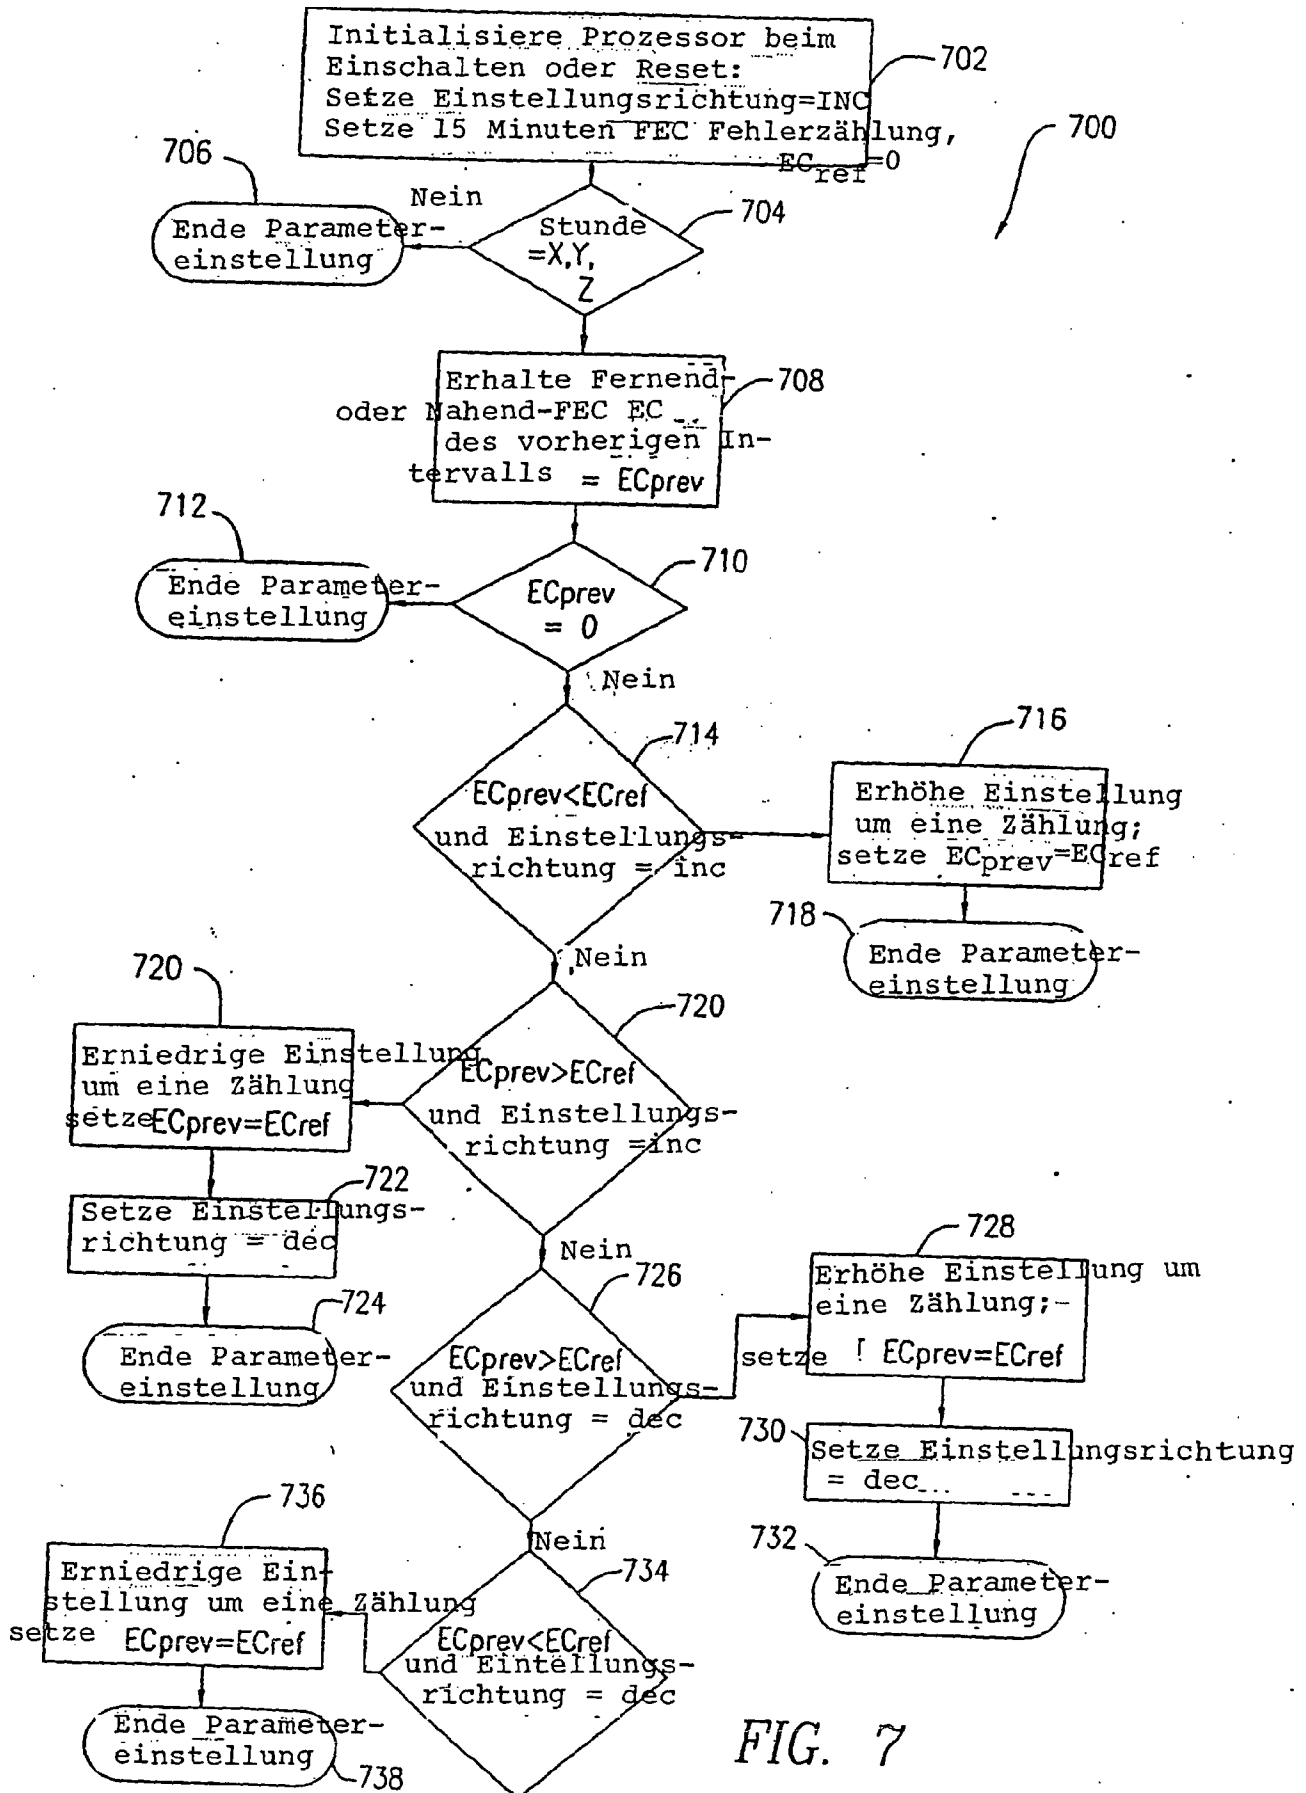 Initialisiere Prozessor beim
Einschalten oder Reset:
Setze Einstellungsrichtung=INC
Setze 15 Minuten FEC Fehlerzählung,
ECref=0
702
700
706
Nein
704
Ende Parameter-
einstellung
Stunde
=X,Y,
Z
Erhalte Fernend-
oder Nahend-FEC EC
des vorherigen In-
tervalls = ECprev
708
712
710
Ende Parameter-
einstellung
ECprev
= 0
Nein
714
716
ECprev<ECref
und Einstellungs-
richtung = inc
Erhöhe Einstellung
um eine Zählung;
setze ECprev=ECref
718
Ende Parameter-
einstellung
Nein
720
720
Erniedrige Einstellung
um eine Zählung
setze ECprev=ECref
ECprev>ECref
und Einstellungs-
richtung =inc
722
Setze Einstellungs-
richtung = dec
Nein
726
728
724
Ende Parameter-
einstellung
ECprev>ECref
und Einstellungs-
richtung = dec
Erhöhe Einstellung um
eine Zählung;-
setze ECprev=ECref
730
Setze Einstellungsrichtung
= dec
736
Nein
734
732
Erniedrige Ein-
stellung um eine Zählung
setze ECprev=ECref
ECprev<ECref
und Eintellungs-
richtung = dec
Ende Parameter-
einstellung
Ende Parameter-
einstellung
738
FIG. 7